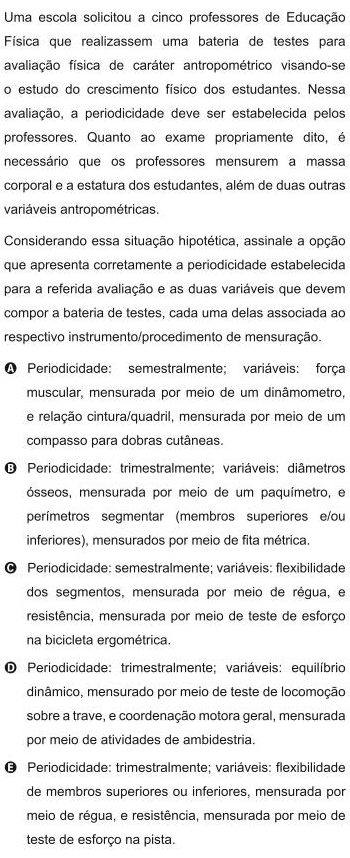 Uma escola solicitou a cinco professores de Educação
Física que realizassem uma bateria de testes para
avaliação física de caráter antropométrico visando-se
o estudo do crescimento físico dos estudantes. Nessa
avaliação, a periodicidade deve ser estabelecida pelos
professores. Quanto ao exame propriamente dito, é
necessário que os professores mensurem a massa
corporal e a estatura dos estudantes, além de duas outras
variáveis antropométricas.
Considerando essa situação hipotética, assinale a opção
que apresenta corretamente a periodicidade estabelecida
para a referida avaliação e as duas variáveis que devem
compor a bateria de testes, cada uma delas associada ao
respectivo instrumento/procedimento de mensuração.
A Periodicidade: semestralmente; variáveis: força
muscular, mensurada por meio de um dinâmometro,
e relação cintura/quadril, mensurada por meio de um
compasso para dobras cutâneas.
B Periodicidade: trimestralmente; variáveis: diâmetros
ósseos, mensurada por meio de um paquímetro, e
perímetros segmentar (membros superiores e/ou
inferiores), mensurados por meio de fita métrica.
C Periodicidade: semestralmente; variáveis: flexibilidade
dos segmentos, mensurada por meio de régua, e
resistência, mensurada por meio de teste de esforço
na bicicleta ergométrica.
D Periodicidade: trimestralmente; variáveis: equilíbrio
dinâmico, mensurado por meio de teste de locomoção
sobre a trave, e coordenação motora geral, mensurada
por meio de atividades de ambidestria.
E Periodicidade: trimestralmente; variáveis: flexibilidade
de membros superiores ou inferiores, mensurada por
meio de régua, e resistência, mensurada por meio de
teste de esforço na pista.